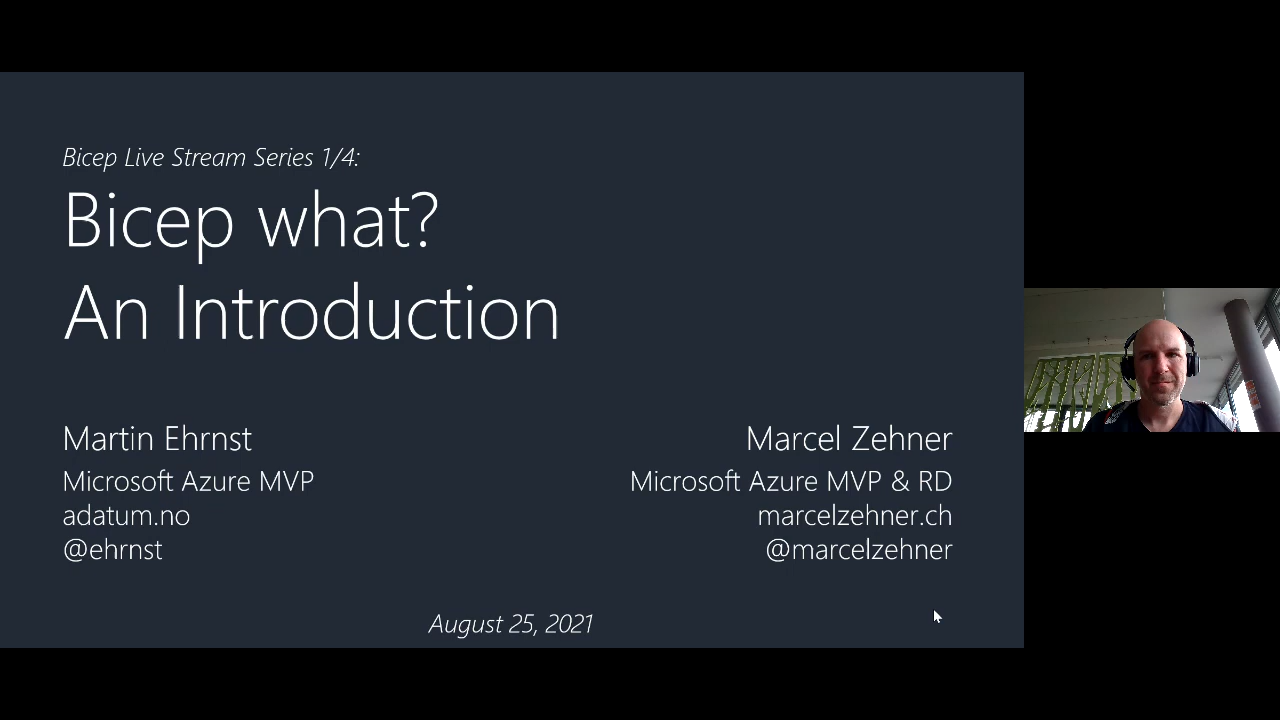 Bicep Live Stream Series 1/4:
Bicep what?
An Introduction
Martin Ehrnst
Microsoft Azure MVP
adatum.no
@ehrnst
Marcel Zehner
Microsoft Azure MVP & RD
marcelzehner.ch
@marcelzehner
August 25, 2021